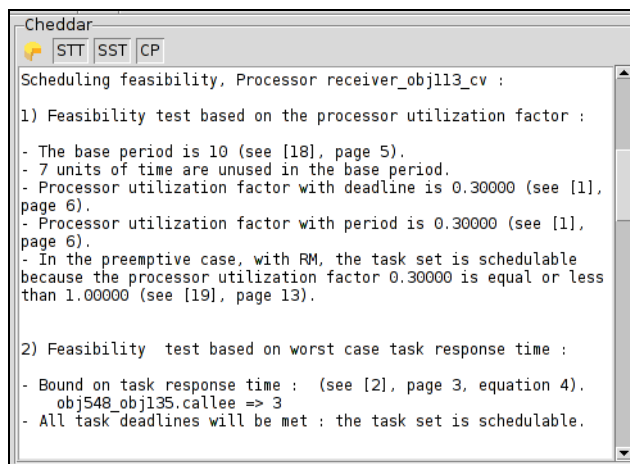 Cheddar
STT SST CP
Scheduling feasibility, Processor receiver_obj113_cv :
1) Feasibility test based on the processor utilization factor :
- The base period is 10 (see [18], page 5).
- 7 units of time are unused in the base period.
- Processor utilization factor with deadline is 0.30000 (see [1],
page 6).
- Processor utilization factor with period is 0.30000 (see [1],
page 6).
- In the preemptive case, with RM, the task set is schedulable
because the processor utilization factor 0.30000 is equal or less
than 1.00000 (see [19], page 13).
2) Feasibility  test based on worst case task response time :
- Bound on task response time :  (see [2], page 3, equation 4).
obj548_obj135.callee => 3
- All task deadlines will be met : the task set is schedulable.